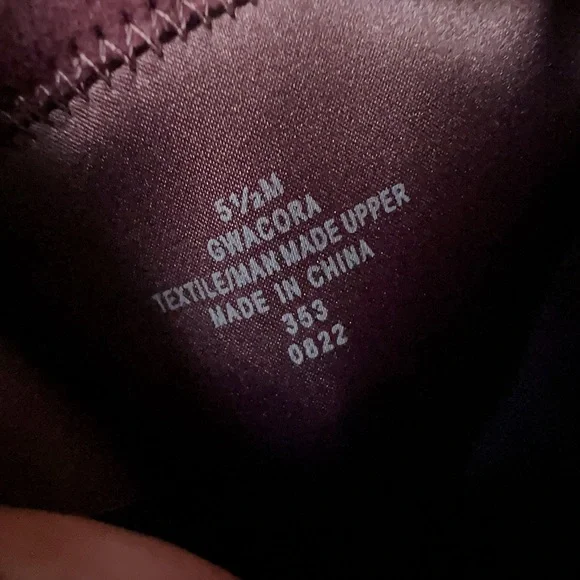 5½M
GWACORA
TEXTILE/MAN MADE UPPER
MADE IN CHINA
353
0822